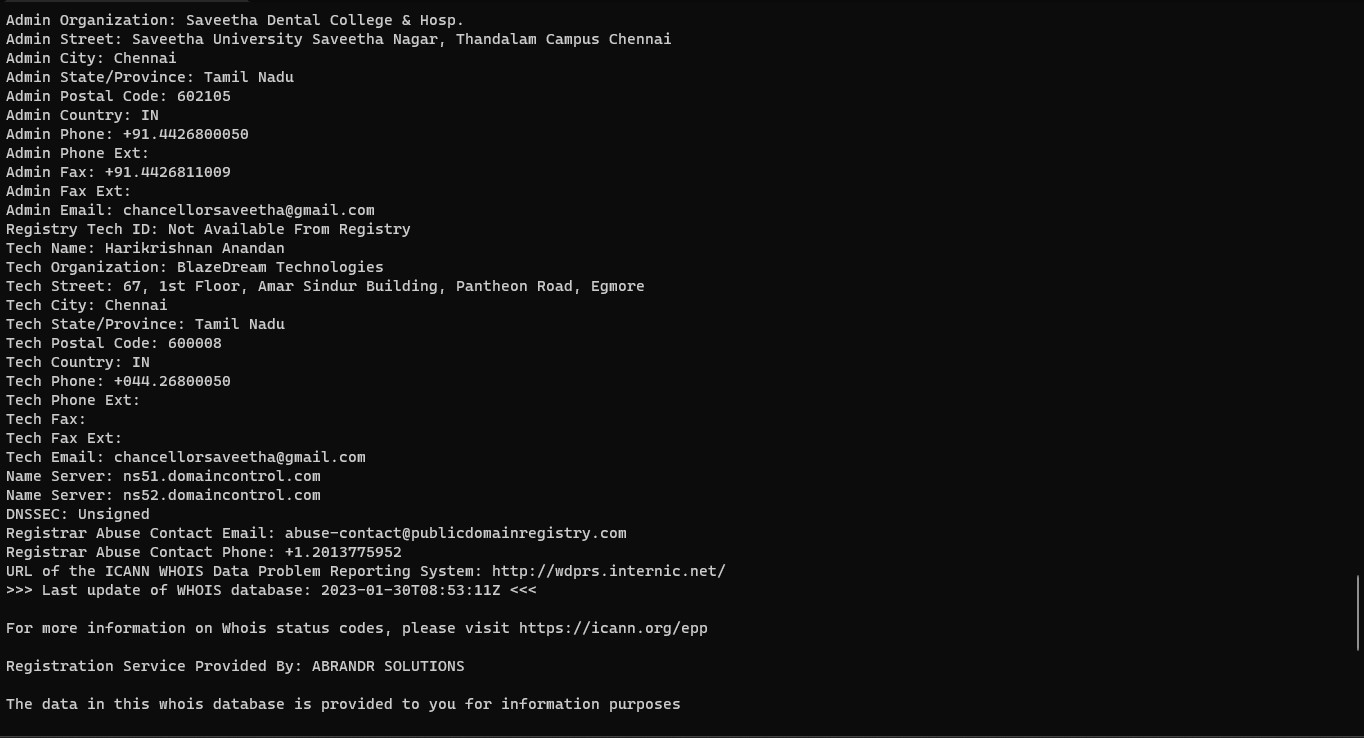 Admin Organization: Saveetha Dental College & Hosp.
Admin Street: Saveetha University Saveetha Nagar, Thandalam Campus Chennai
Admin City: Chennai
Admin State/Province: Tamil Nadu
Admin Postal Code: 602105
Admin Country: IN
Admin Phone: +91.4426800050
Admin Phone Ext:
Admin Fax: +91.4426811009
Admin Fax Ext:
Admin Email: chancellorsaveetha@gmail.com
Registry Tech ID: Not Available From Registry
Tech Name: Harikrishnan Anandan
Tech Organization: BlazeDream Technologies
Tech Street: 67, 1st Floor, Amar Sindur Building, Pantheon Road, Egmore
Tech City: Chennai
Tech State/Province: Tamil Nadu
Tech Postal Code: 600008
Tech Country: IN
Tech Phone: +044.26800050
Tech Phone Ext:
Tech Fax:
Tech Fax Ext:
Tech Email: chancellorsaveetha@gmail.com
Name Server: ns51.domaincontrol.com
Name Server: ns52.domaincontrol.com
DNSSEC: Unsigned
Registrar Abuse Contact Email: abuse-contact@publicdomainregistry.com
Registrar Abuse Contact Phone: +1.2013775952
URL of the ICANN WHOIS Data Problem Reporting System: http://wdprs.internic.net/
>>> Last update of WHOIS database: 2023-01-30T08:53:11Z <<<
For more information on Whois status codes, please visit https://icann.org/epp
Registration Service Provided By: ABRANDR SOLUTIONS
The data in this whois database is provided to you for information purposes